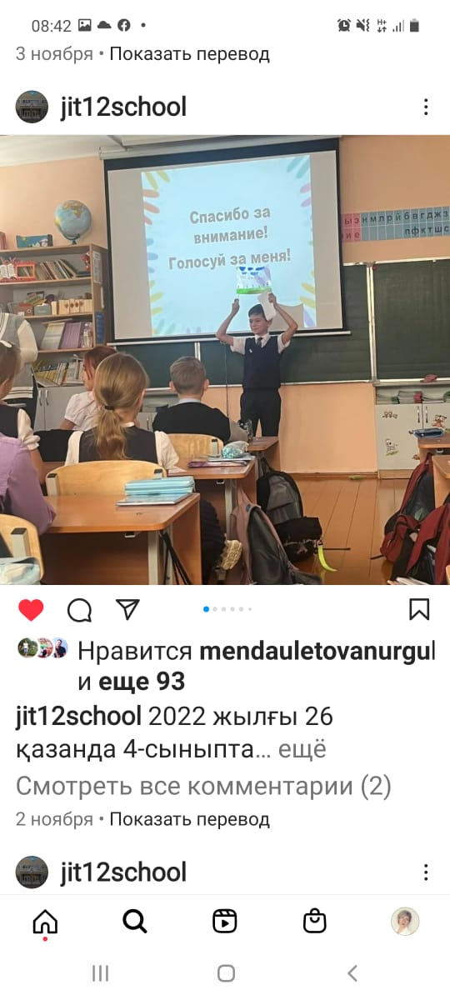 08:42
3 ноября • Показать перевод
jit12school
Спасибо за
внимание!
Голосуй за меня!
ы э н м л р й б в г д ж з
и е п ф к т ш с
Нравится mendauletovanurgul
и еще 93
jit12school 2022 жылғы 26
қазанда 4-сыныпта... ещё
Смотреть все комментарии (2)
2 ноября • Показать перевод
jit12school